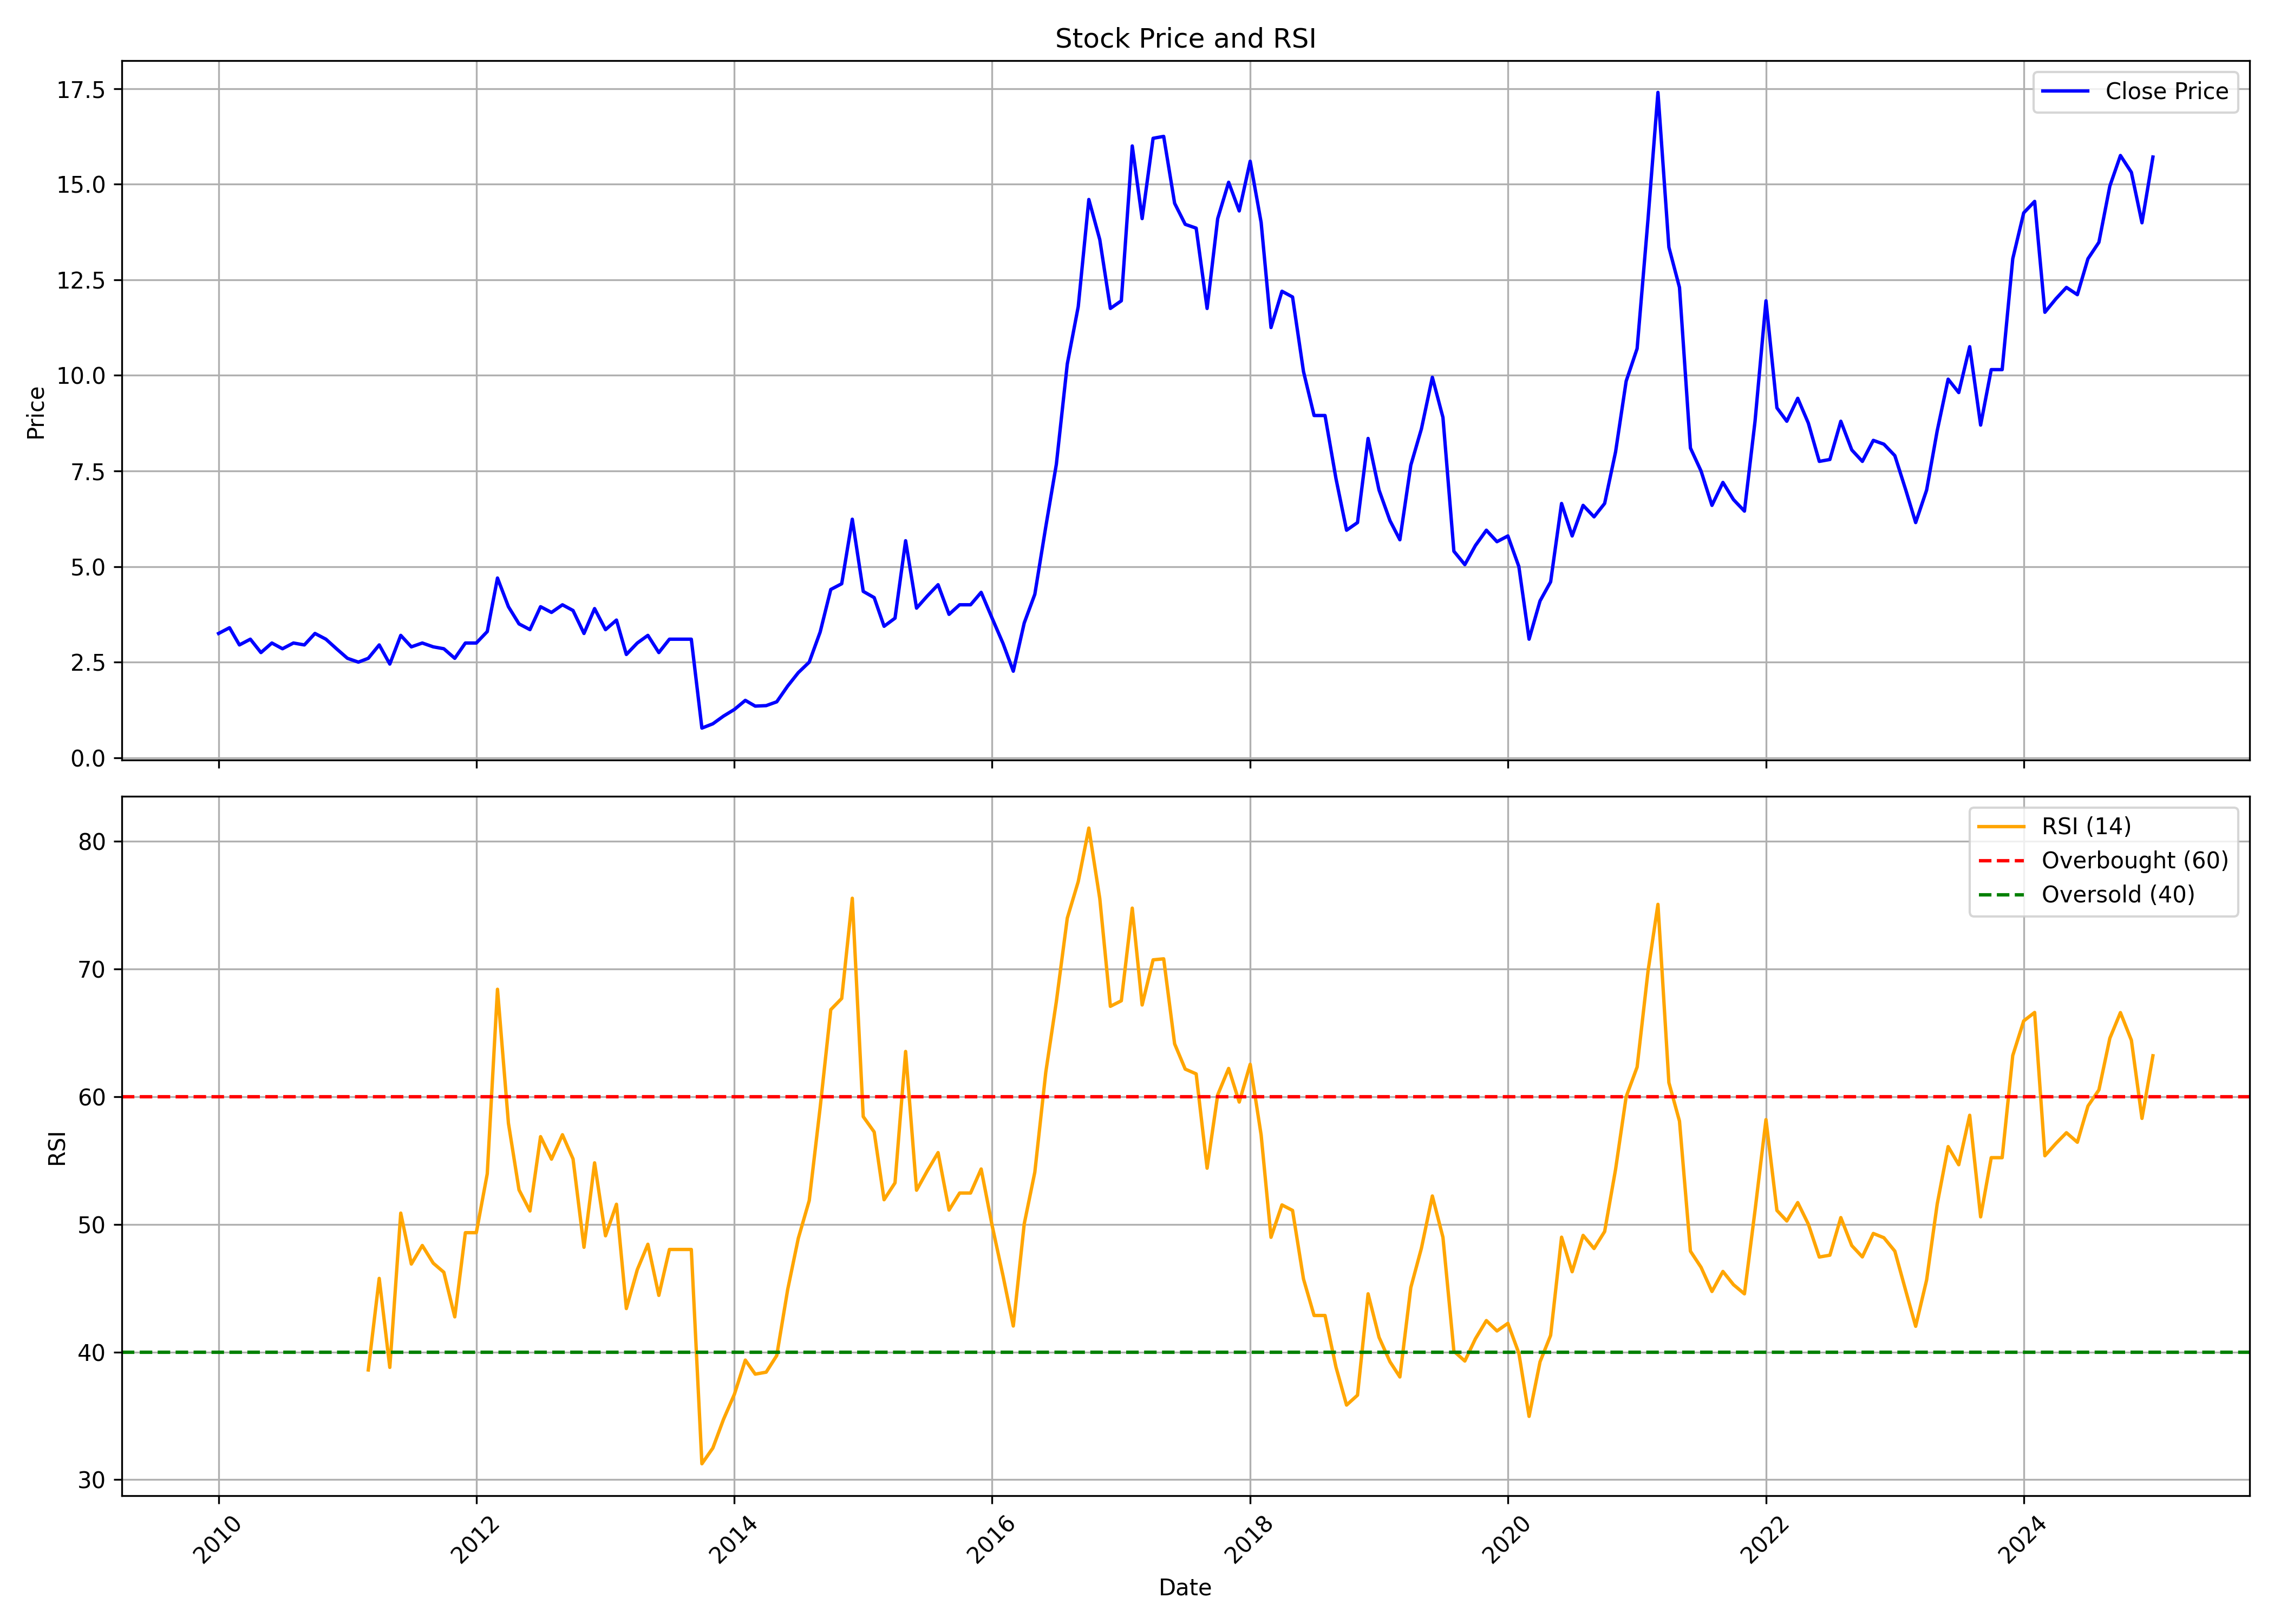 Stock Price and RSI
Close Price
17.5
15.0
12.5
10.0
7.5
5.0
2.5
0.0
Price
RSI (14)
Overbought (60)
Oversold (40)
80
70
60
50
40
30
RSI
2010
2012
2014
2016
2018
2020
2022
2024
Date